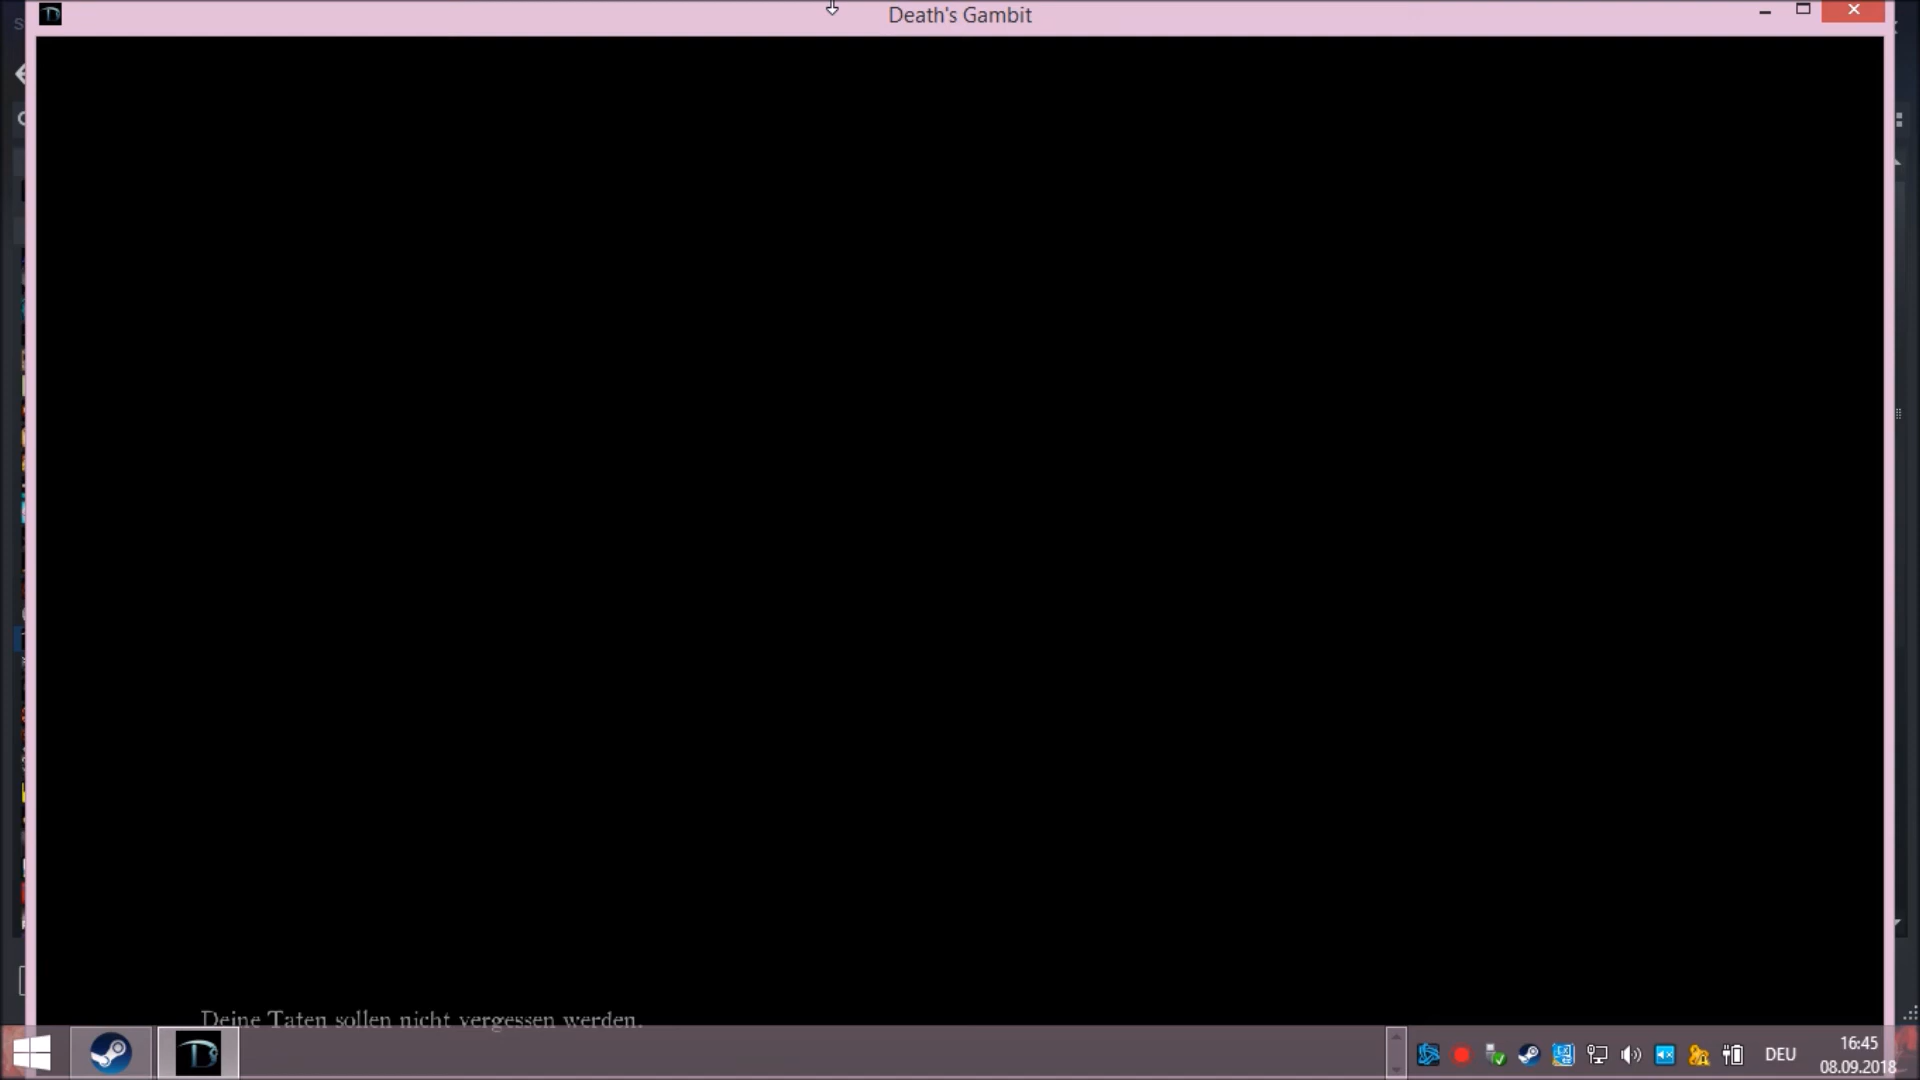 Death's Gambit
Deine Taten sollen nicht vergessen werden.
DEU
16:45
08.09.2018